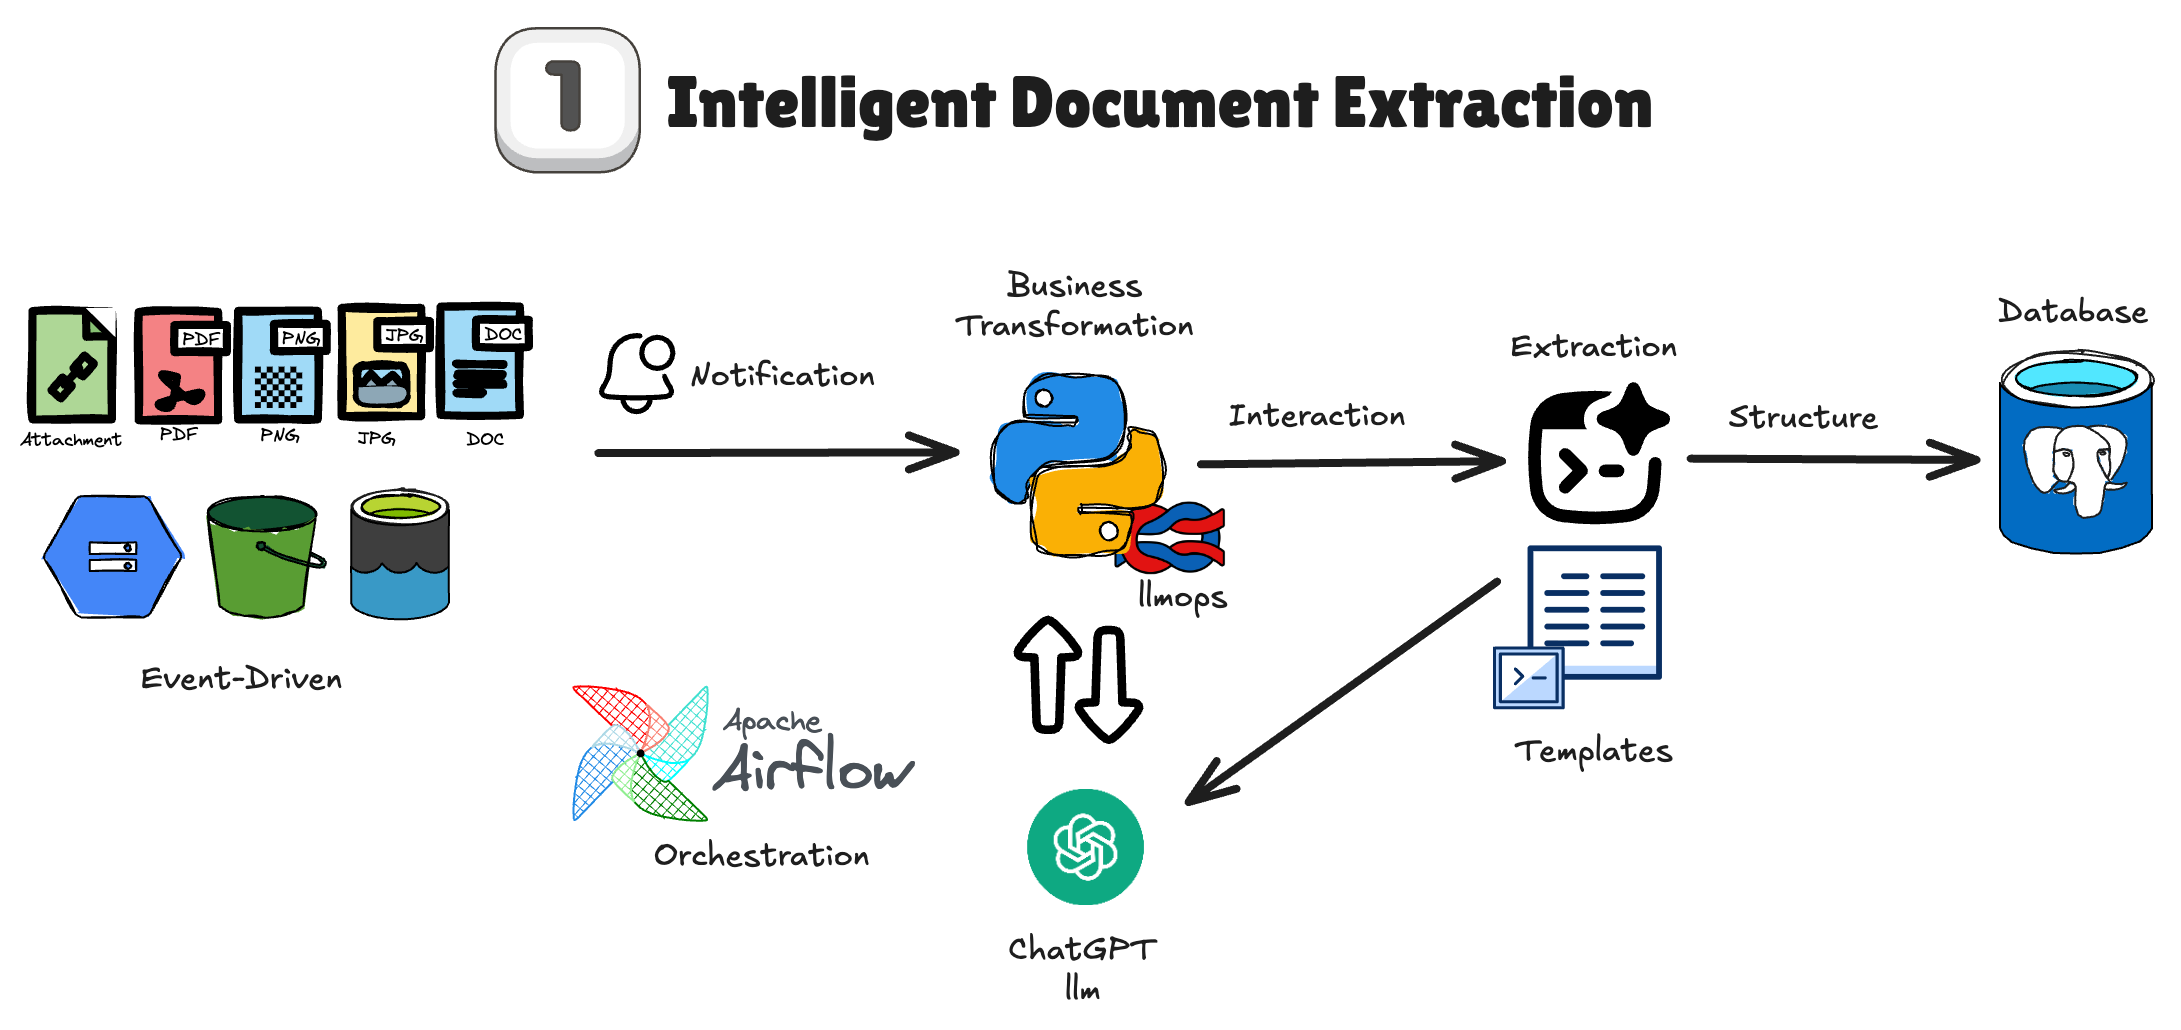 1
Intelligent Document Extraction
PDF
PNG
JPG
DOC
Attachment
PDF
PNG
JPG
DOC
Event-Driven
Notification
Business
Transformation
llmops
Interaction
Extraction
Templates
Structure
Database
Apache
Airflow
Orchestration
ChatGPT
llm